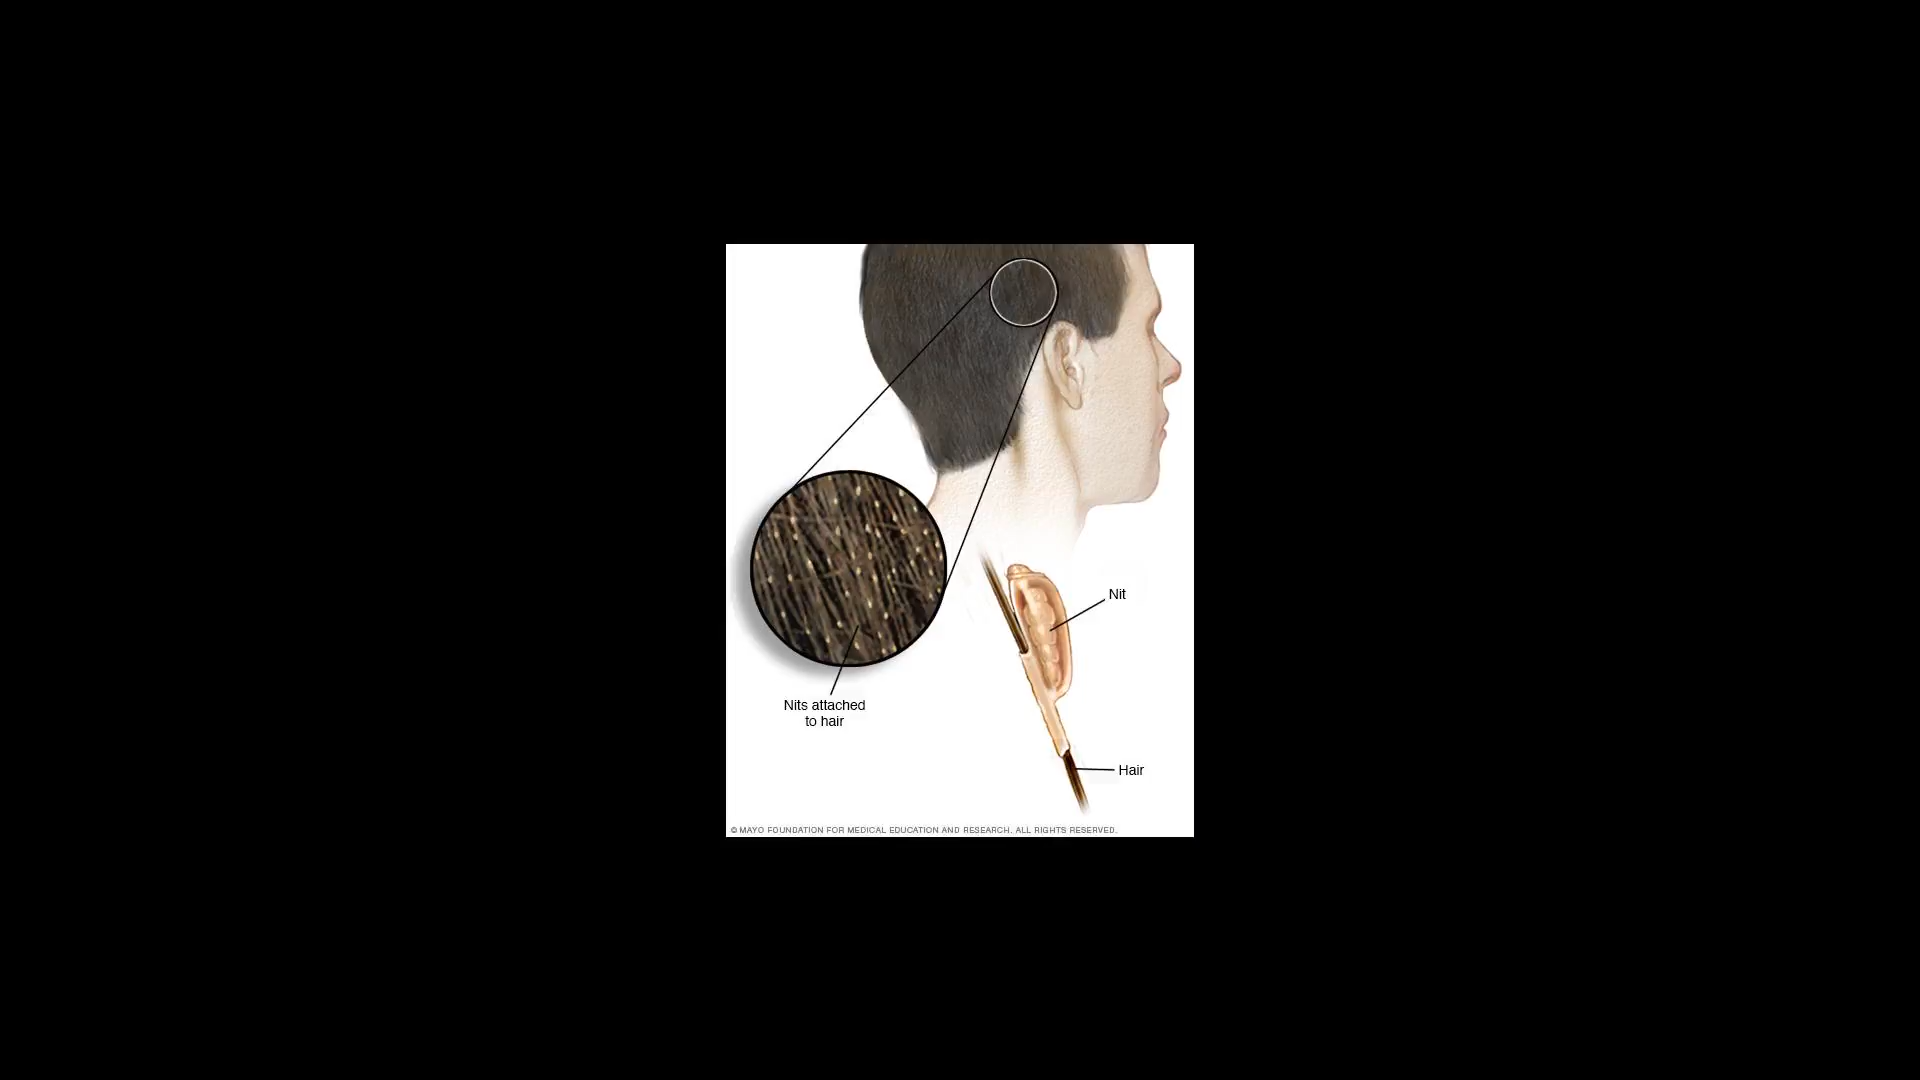 Nit
Nits attached
to hair
Hair
© MAYO FOUNDATION FOR MEDICAL EDUCATION AND RESEARCH. ALL RIGHTS RESERVED.